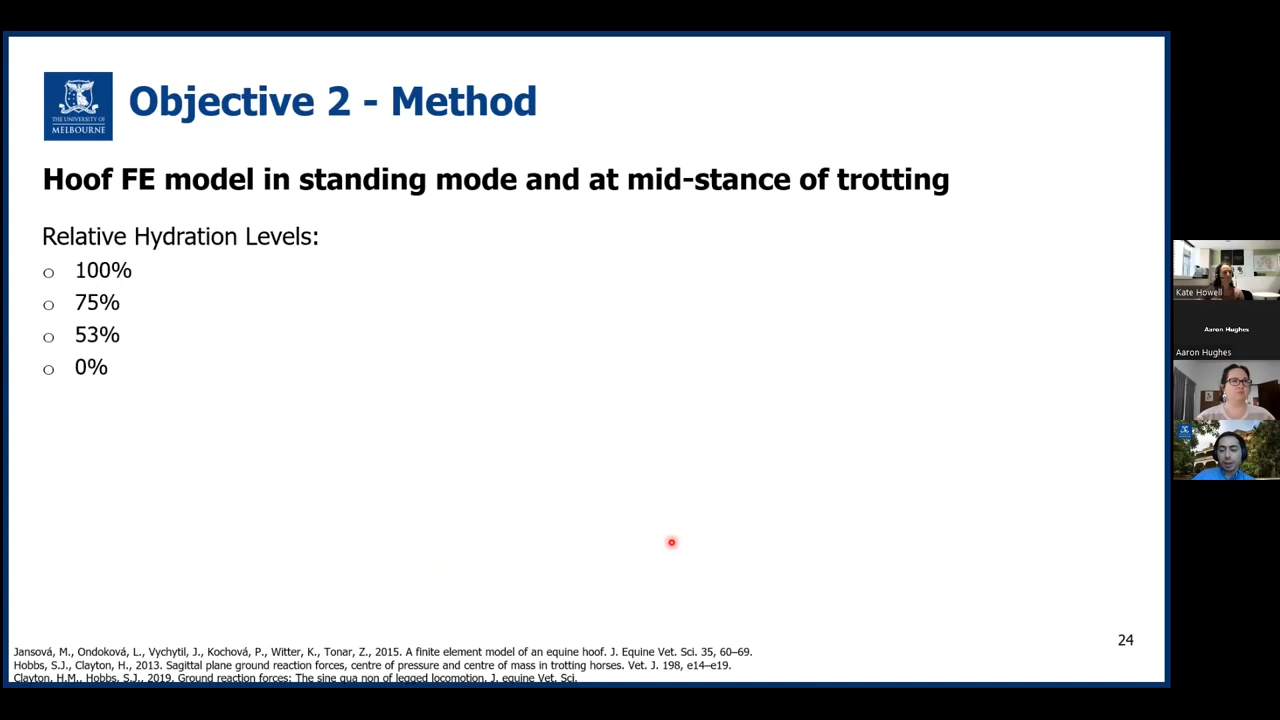 THE UNIVERSITY OF
MELBOURNE
Objective 2 - Method
Hoof FE model in standing mode and at mid-stance of trotting
Relative Hydration Levels:
o 100%
o 75%
o 53%
o 0%
24
Jansová, M., Ondoková, L., Vychytil, J., Kochová, P., Witter, K., Tonar, Z., 2015. A finite element model of an equine hoof. J. Equine Vet. Sci. 35, 60–69.
Hobbs, S.J., Clayton, H., 2013. Sagittal plane ground reaction forces, centre of pressure and centre of mass in trotting horses. Vet. J. 198, e14–e19.
Clayton, H.M., Hobbs, S.J., 2019. Ground reaction forces: The sine qua non of legged locomotion. J. equine Vet. Sci.
Kate Howell
Aaron Hughes
Aaron Hughes